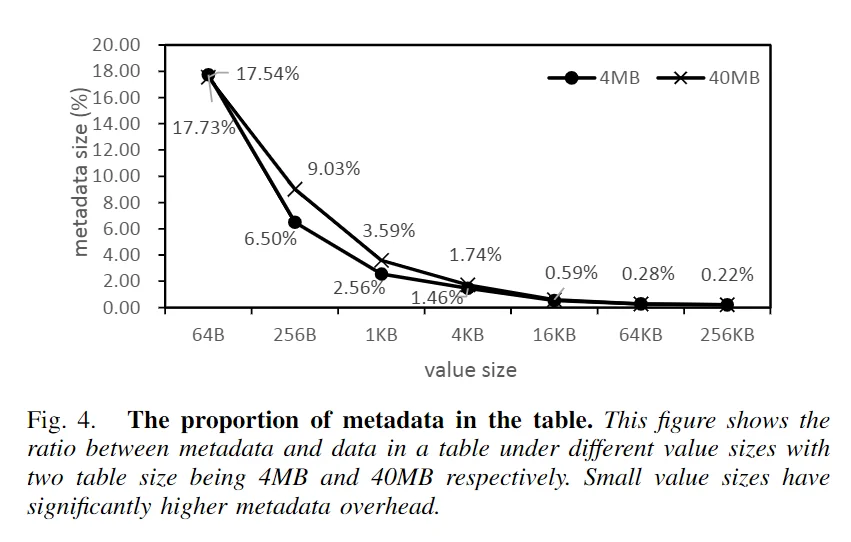 20.00
18.00
16.00
14.00
12.00
10.00
8.00
6.00
4.00
2.00
0.00
metadata size (%)
17.54%
17.73%
9.03%
6.50%
3.59%
2.56%
1.74%
1.46%
0.59%
0.28%
0.22%
4MB
40MB
64B 256B 1KB 4KB 16KB 64KB 256KB
value size
Fig. 4. The proportion of metadata in the table. This figure shows the
ratio between metadata and data in a table under different value sizes with
two table size being 4MB and 40MB respectively. Small value sizes have
significantly higher metadata overhead.